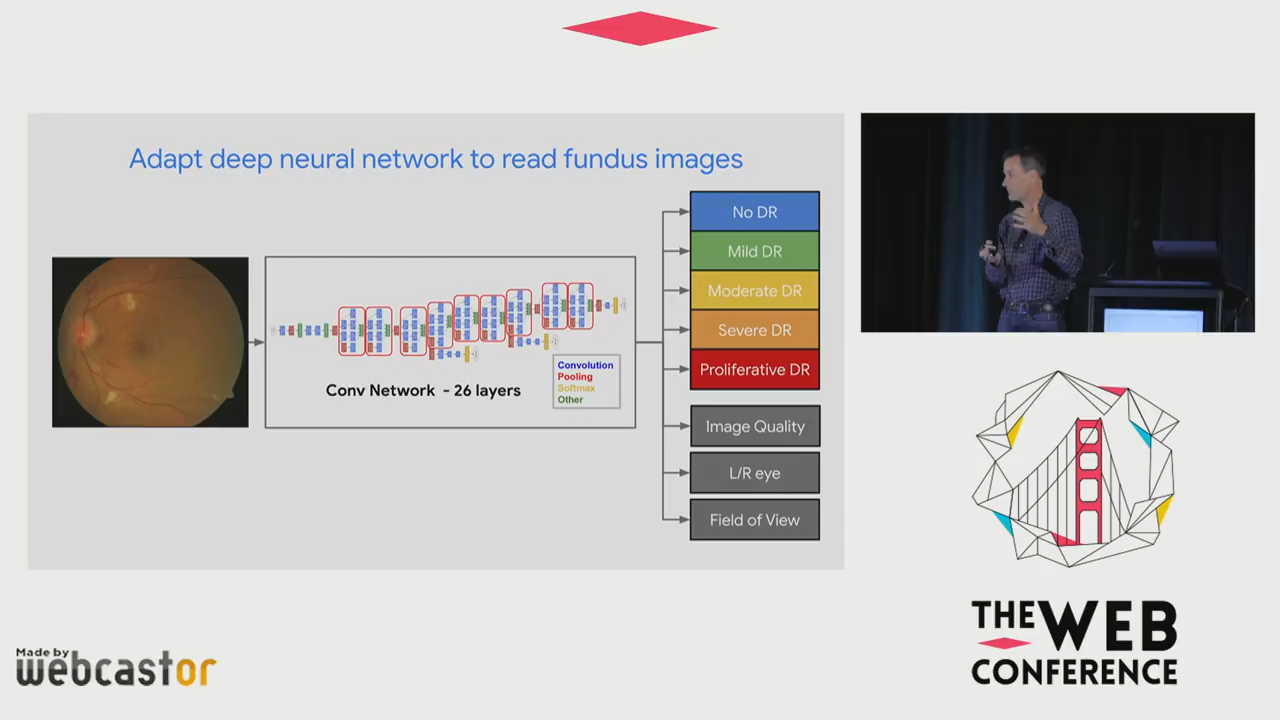 Adapt deep neural network to read fundus images
No DR
Mild DR
Moderate DR
Severe DR
Proliferative DR
Image Quality
L/R eye
Field of View
Conv Network - 26 layers
Convolution
Pooling
Softmax
Other
Made by
webcastor
THE WEB
CONFERENCE